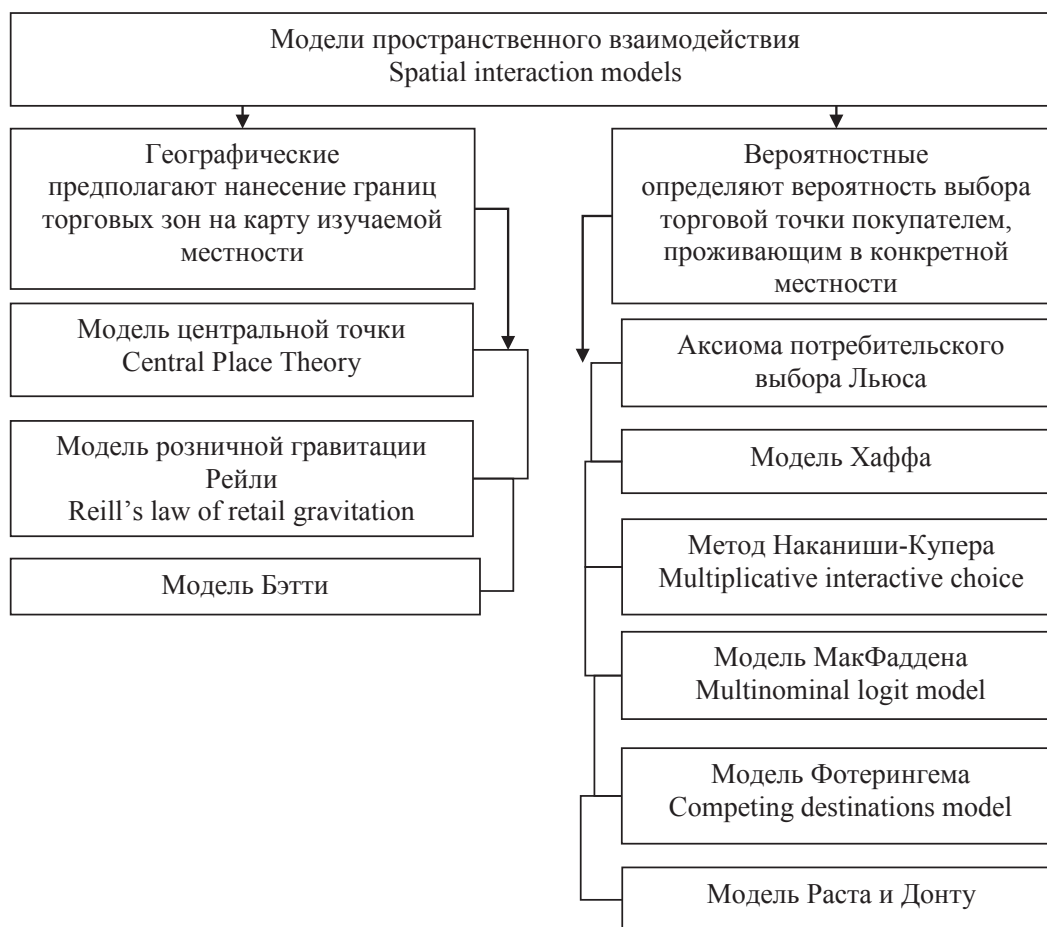 Модели пространственного взаимодействия
Spatial interaction models
Географические
предполагают нанесение границ
торговых зон на карту изучаемой
местности
Модель центральной точки
Central Place Theory
Модель розничной гравитации
Рейли
Reill’s law of retail gravitation
Модель Бэтти
Вероятностные
определяют вероятность выбора
торговой точки покупателем,
проживающим в конкретной
местности
Аксиома потребительского
выбора Льюса
Модель Хаффа
Метод Наканиши-Купера
Multiplicative interactive choice
Модель МакФаддена
Multinominal logit model
Модель Фотерингема
Competing destinations model
Модель Раста и Донту